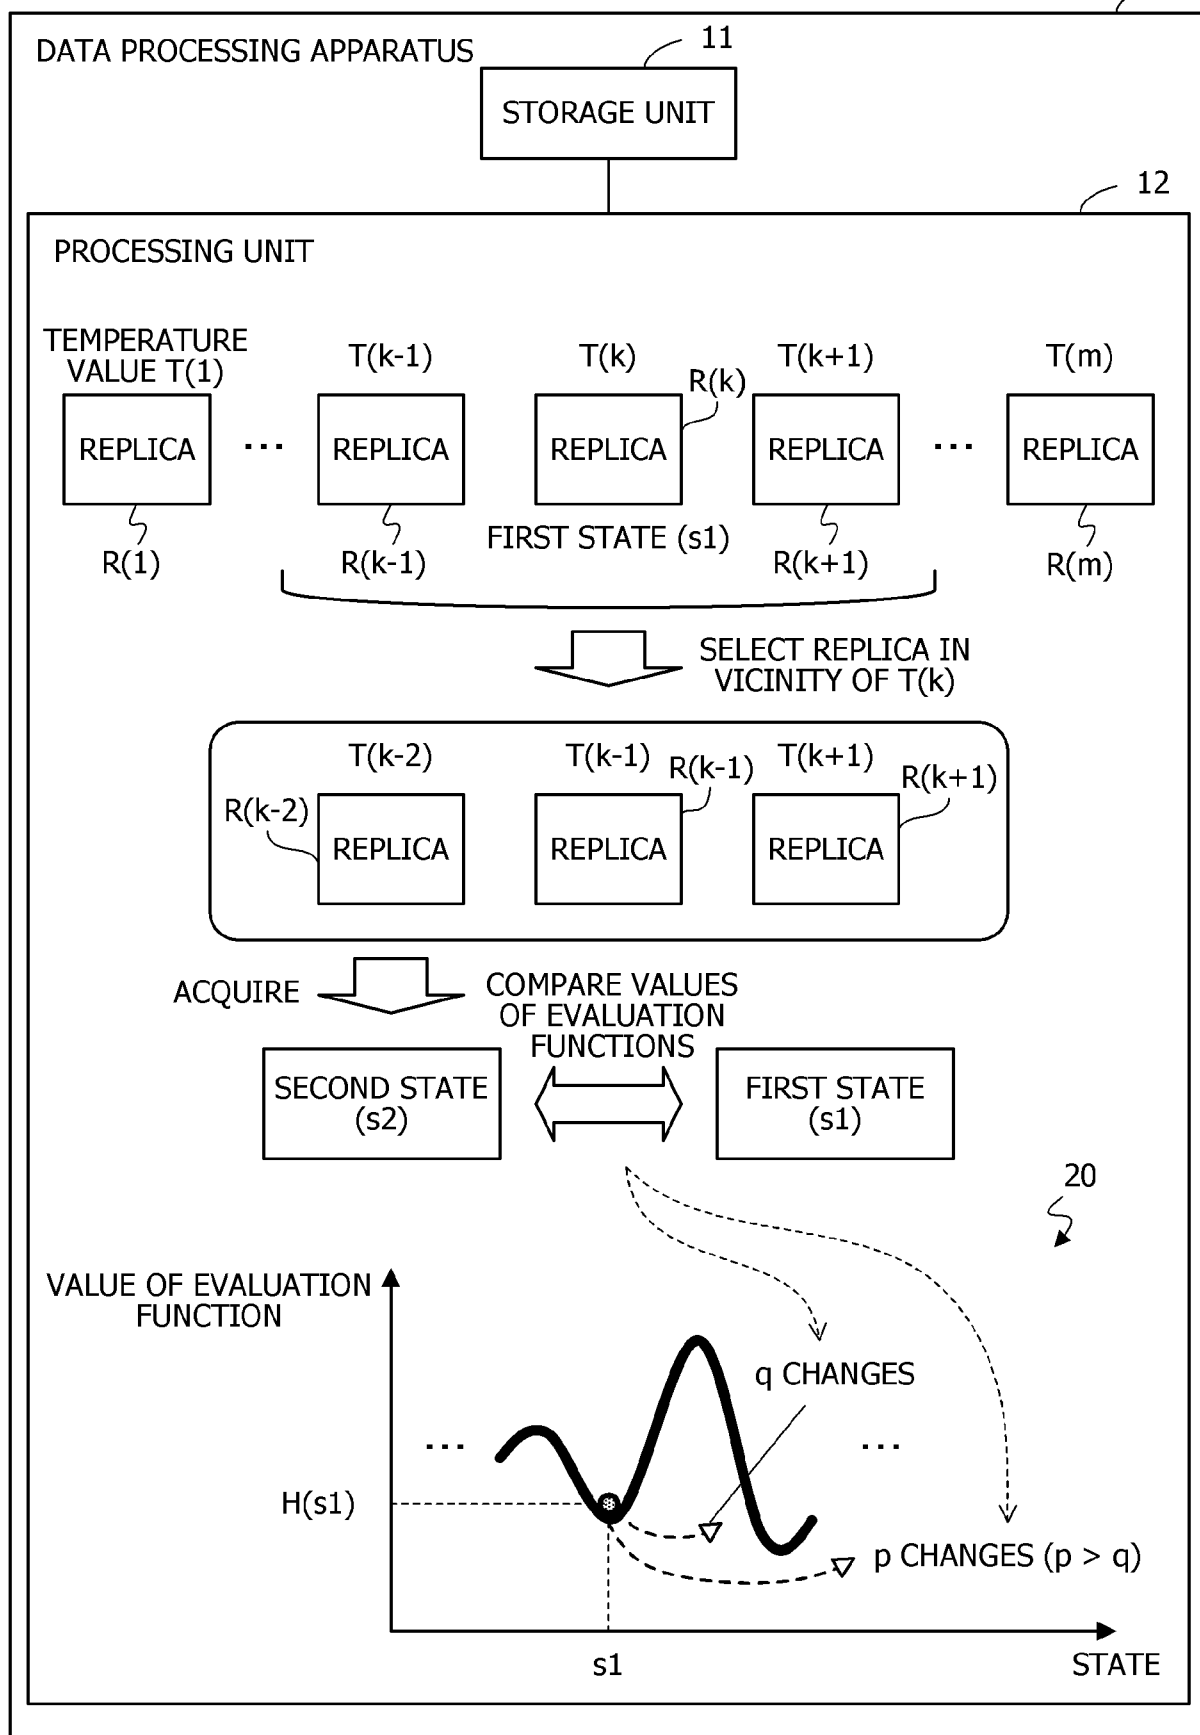 11
DATA PROCESSING APPARATUS
STORAGE UNIT
12
PROCESSING UNIT
TEMPERATURE
VALUE T(1)
T(k-1)
T(k)
T(k+1)
T(m)
R(k)
REPLICA
...
REPLICA
REPLICA
REPLICA
...
REPLICA
FIRST STATE (s1)
R(1)
R(k-1)
R(k+1)
R(m)
SELECT REPLICA IN
VICINITY OF T(k)
T(k-2)
T(k-1)
T(k+1)
R(k-1)
R(k+1)
R(k-2)
REPLICA
REPLICA
REPLICA
ACQUIRE
COMPARE VALUES
OF EVALUATION
FUNCTIONS
SECOND STATE
(s2)
FIRST STATE
(s1)
20
VALUE OF EVALUATION
FUNCTION
q CHANGES
...
...
H(s1)
p CHANGES (p > q)
s1
STATE